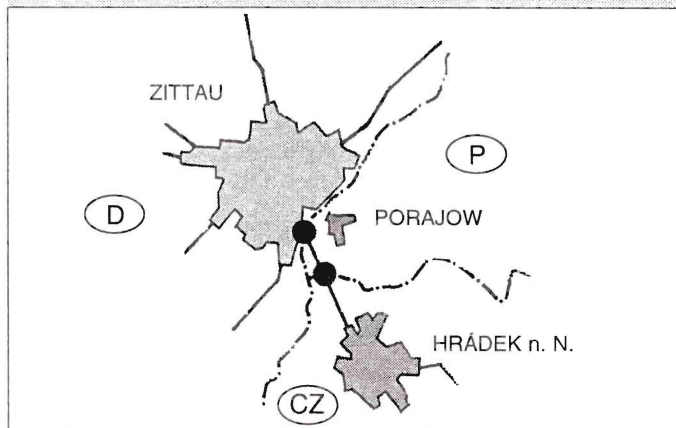 ZITTAU
P
D
PORAJOW
HRÁDEK n. N.
CZ